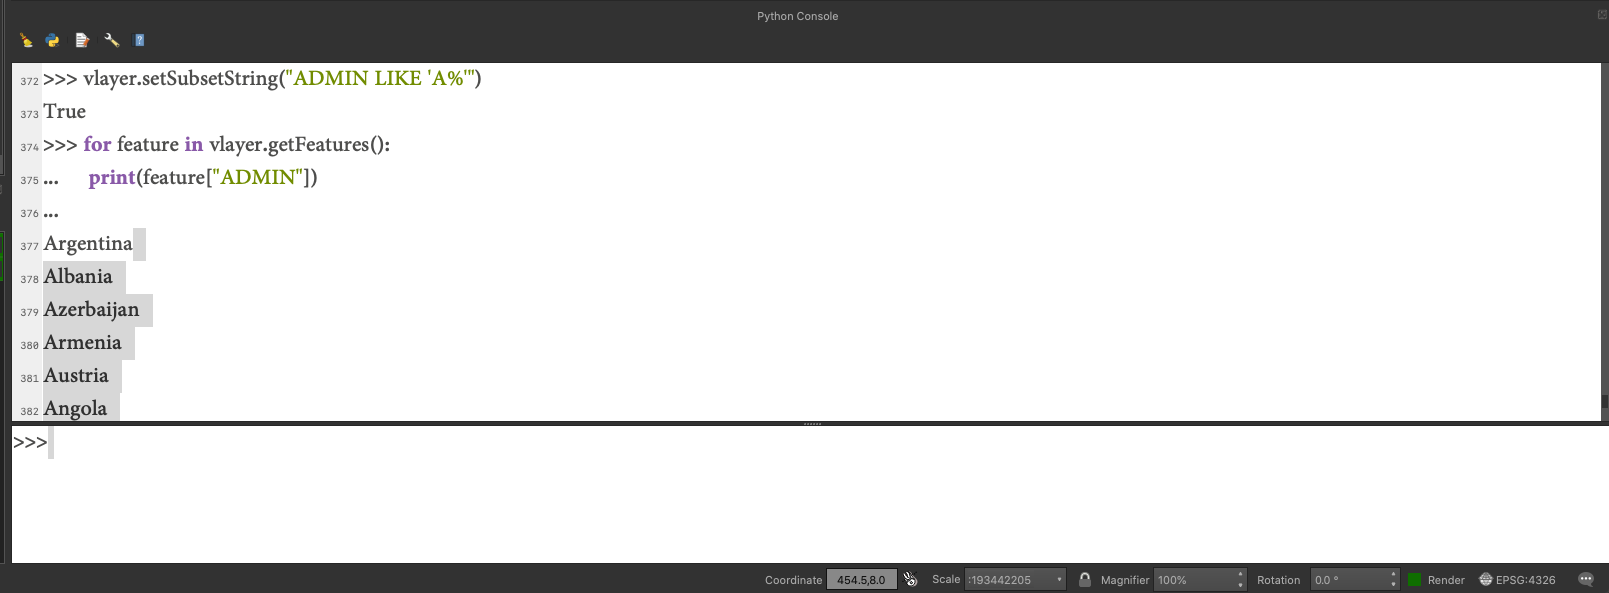 Python Console
372 >>> vlayer.setSubsetString("ADMIN LIKE 'A%'")
373 True
374 >>> for feature in vlayer.getFeatures():
375 ... print(feature["ADMIN"])
376 ...
377 Argentina
378 Albania
379 Azerbaijan
380 Armenia
381 Austria
382 Angola
>>>
Coordinate 454.5,8.0 Scale :193442205 Magnifier 100% Rotation 0.0 ° Render EPSG:4326